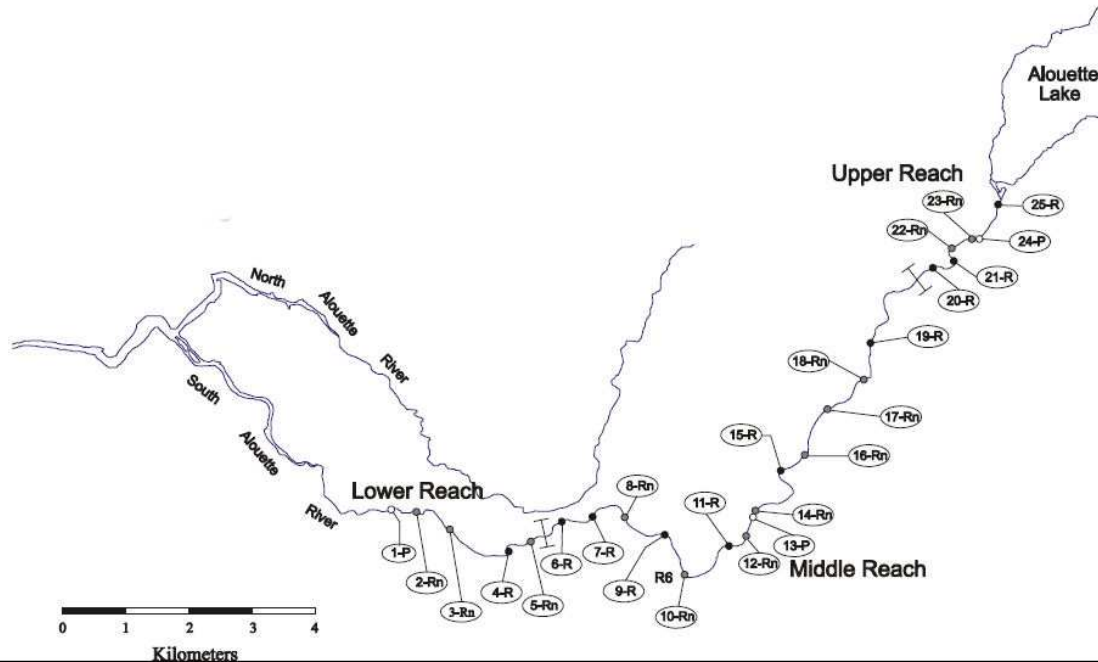 Alouette
Lake
Upper Reach
23-Rn
25-R
22-Rn
24-P
21-R
20-R
North
Alouette
River
19-R
18-Rn
South
17-Rn
15-R
16-Rn
Alouette
Lower Reach
8-Rn
River
11-R
14-Rn
1-P
7-R
13-P
6-R
12-Rn
2-Rn
Middle Reach
R6
4-R
9-R
5-Rn
3-Rn
10-Rn
0 1 2 3 4
Kilometers